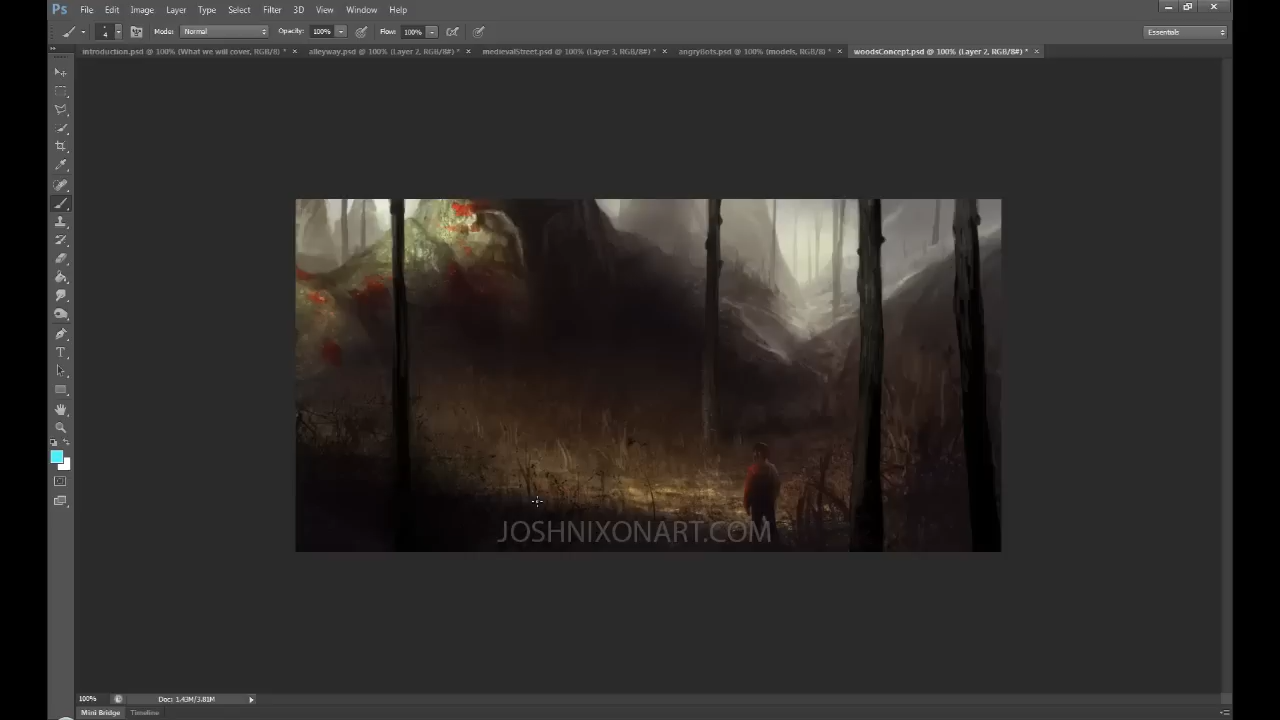 Ps File Edit Image Layer Type Select Filter 3D View Window Help
4 Mode: Normal Opacity: 100% Flow: 100% Essentials
introduction.psd @ 100% (What we will cover, RGB/8) * × alleyway.psd @ 100% (Layer 2, RGB/8#) * × medievalStreet.psd @ 100% (Layer 3, RGB/8#) * × angryBots.psd @ 100% (models, RGB/8) * × woodsConcept.psd @ 100% (Layer 2, RGB/8#) * ×
JOSHNIXONART.COM
100% Doc: 1.43M/3.81M
Mini Bridge Timeline